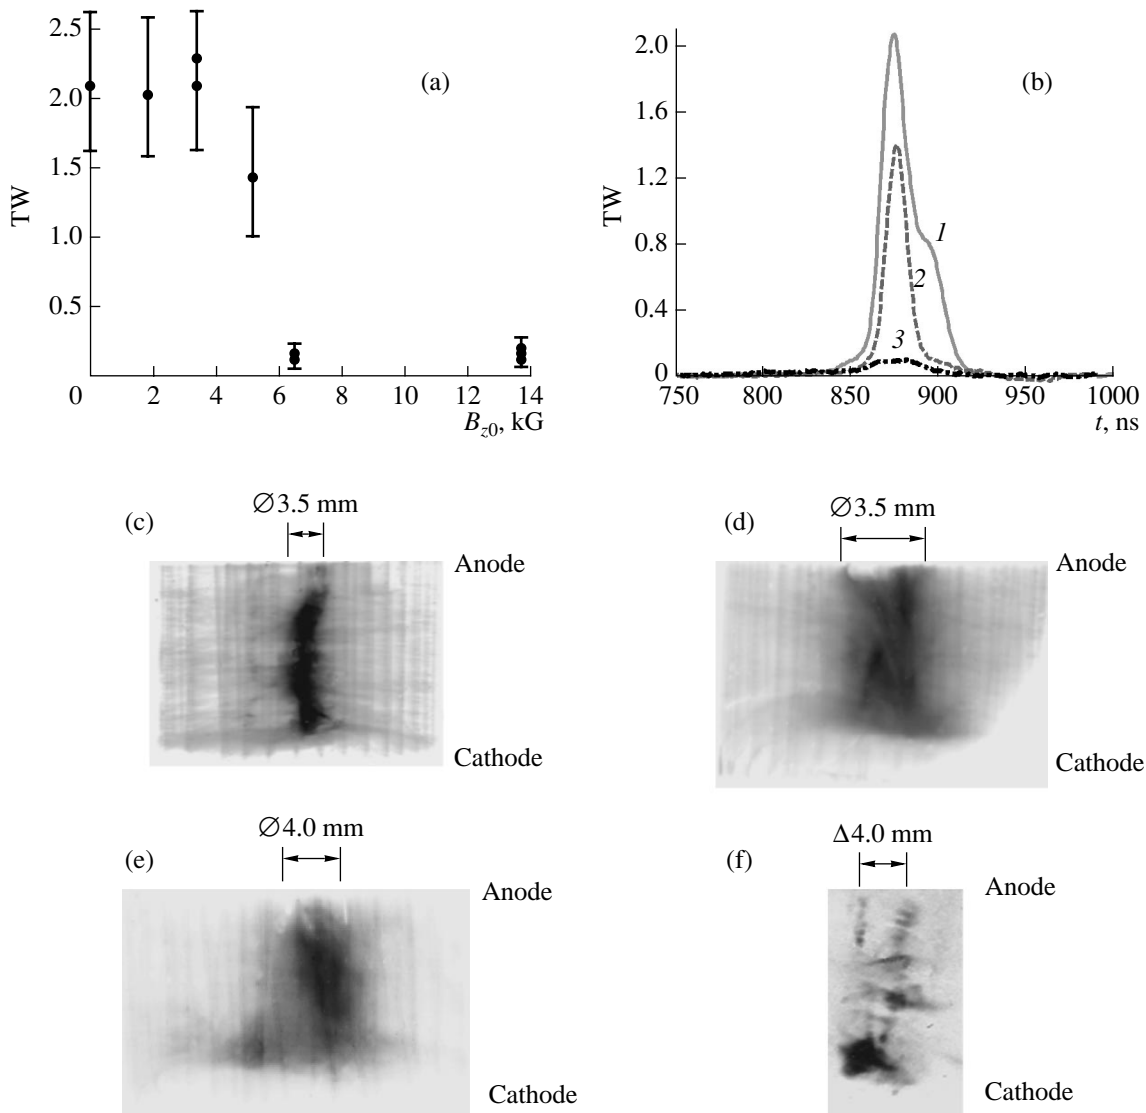 2.5
2.0
1.5
1.0
0.5
0
2
4
6
8
10
12
14
TW
B_{z0}, kG
(a)
2.0
1.6
1.2
0.8
0.4
0
750
800
850
900
950
1000
TW
t, ns
(b)
1
2
3
(c)
∅3.5 mm
Anode
Cathode
(d)
∅3.5 mm
Anode
Cathode
(e)
∅4.0 mm
Anode
Cathode
(f)
Δ4.0 mm
Anode
Cathode